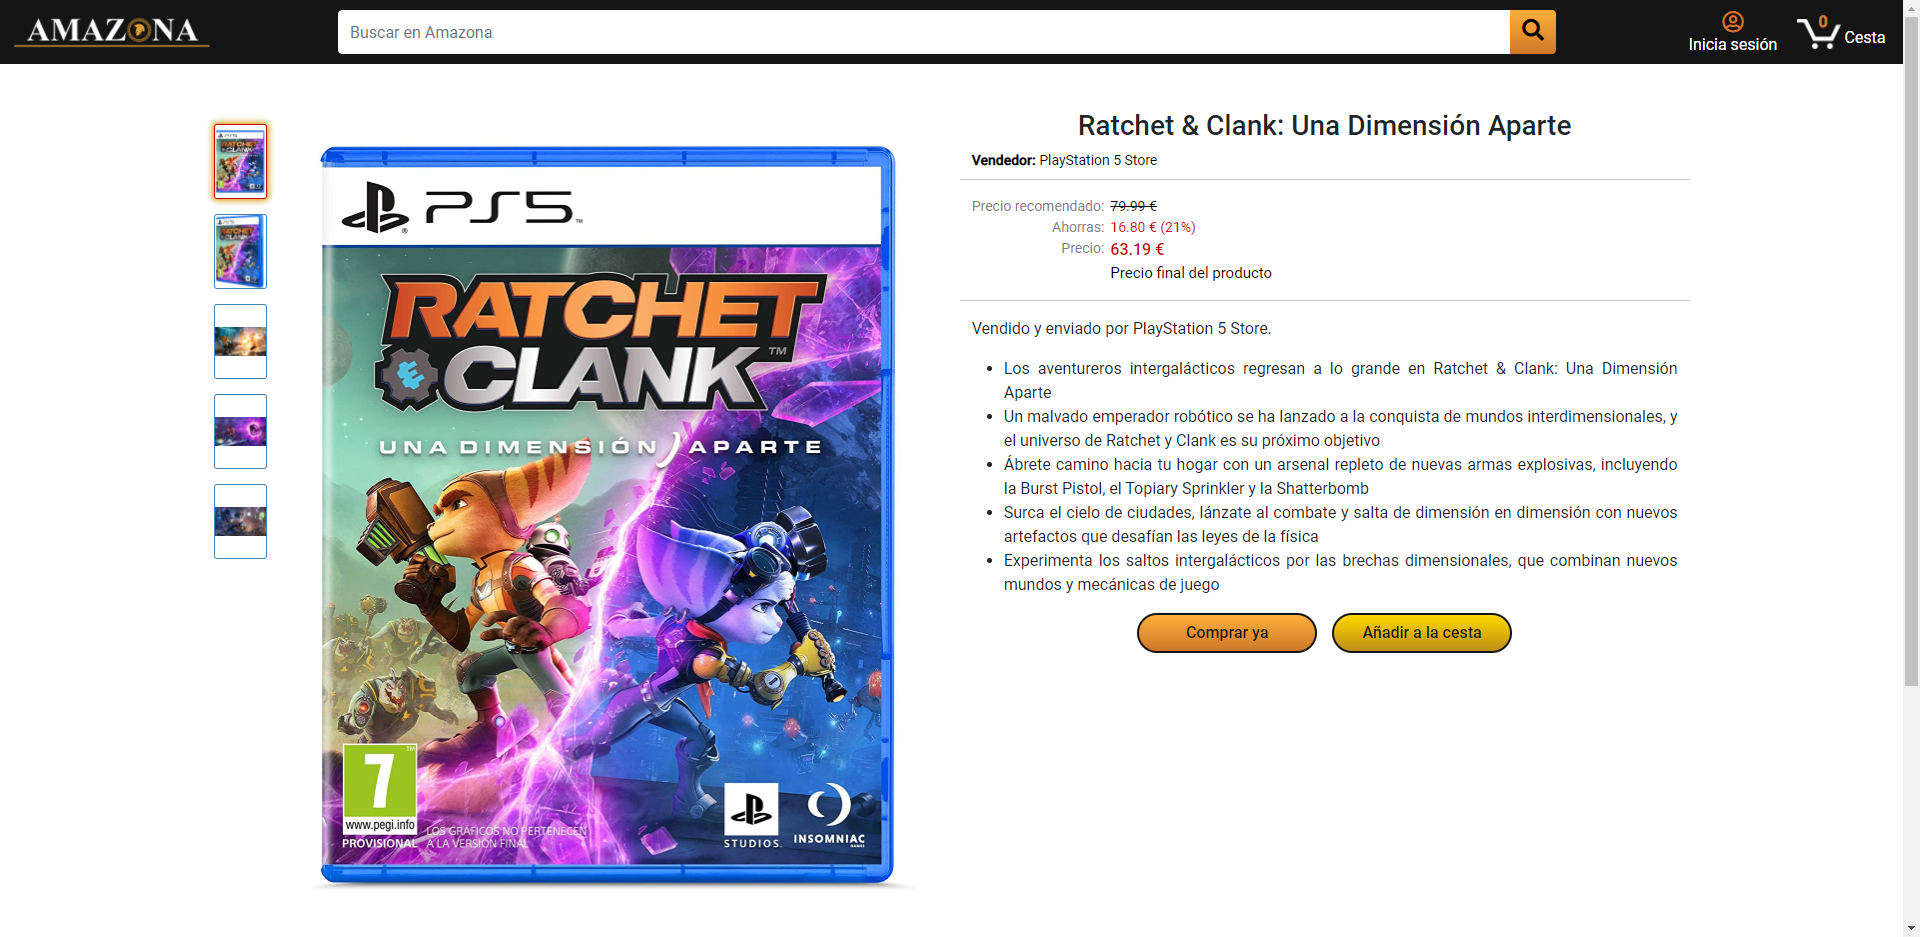 AMAZONA
Buscar en Amazona
Inicia sesión
0
Cesta
PS5™
RATCHET
& CLANK™
UNA DIMENSIÓN APARTE
7™
www.pegi.info
PROVISIONAL
LOS GRÁFICOS NO PERTENECEN
A LA VERSIÓN FINAL
STUDIOS
INSOMNIAC
GAMES
Ratchet & Clank: Una Dimensión Aparte
Vendedor: PlayStation 5 Store
Precio recomendado: 79.99 €
Ahorras: 16.80 € (21%)
Precio: 63.19 €
Precio final del producto
Vendido y enviado por PlayStation 5 Store.
• Los aventureros intergalácticos regresan a lo grande en Ratchet & Clank: Una Dimensión
Aparte
• Un malvado emperador robótico se ha lanzado a la conquista de mundos interdimensionales, y
el universo de Ratchet y Clank es su próximo objetivo
• Ábrete camino hacia tu hogar con un arsenal repleto de nuevas armas explosivas, incluyendo
la Burst Pistol, el Topiary Sprinkler y la Shatterbomb
• Surca el cielo de ciudades, lánzate al combate y salta de dimensión en dimensión con nuevos
artefactos que desafían las leyes de la física
• Experimenta los saltos intergalácticos por las brechas dimensionales, que combinan nuevos
mundos y mecánicas de juego
Comprar ya
Añadir a la cesta